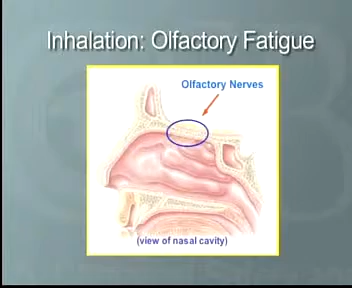 Inhalation: Olfactory Fatigue
Olfactory Nerves
(view of nasal cavity)